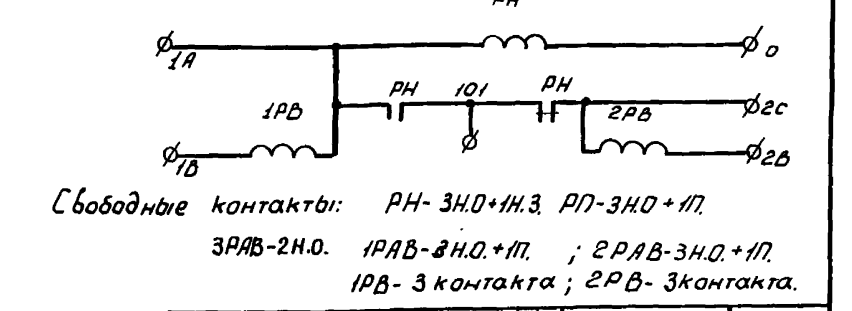 РН
1А
0
РН 101 РН
1РВ
2РВ
2С
1В
2В
Свободные контакты: РН- 3Н.О+1Н.З. РП-3Н.О+1П.
3РАВ-2Н.О. 1РАВ-3Н.О.+1П. ; 2РАВ-3Н.О.+1П.
1РВ- 3 контакта ; 2РВ- 3контакта.